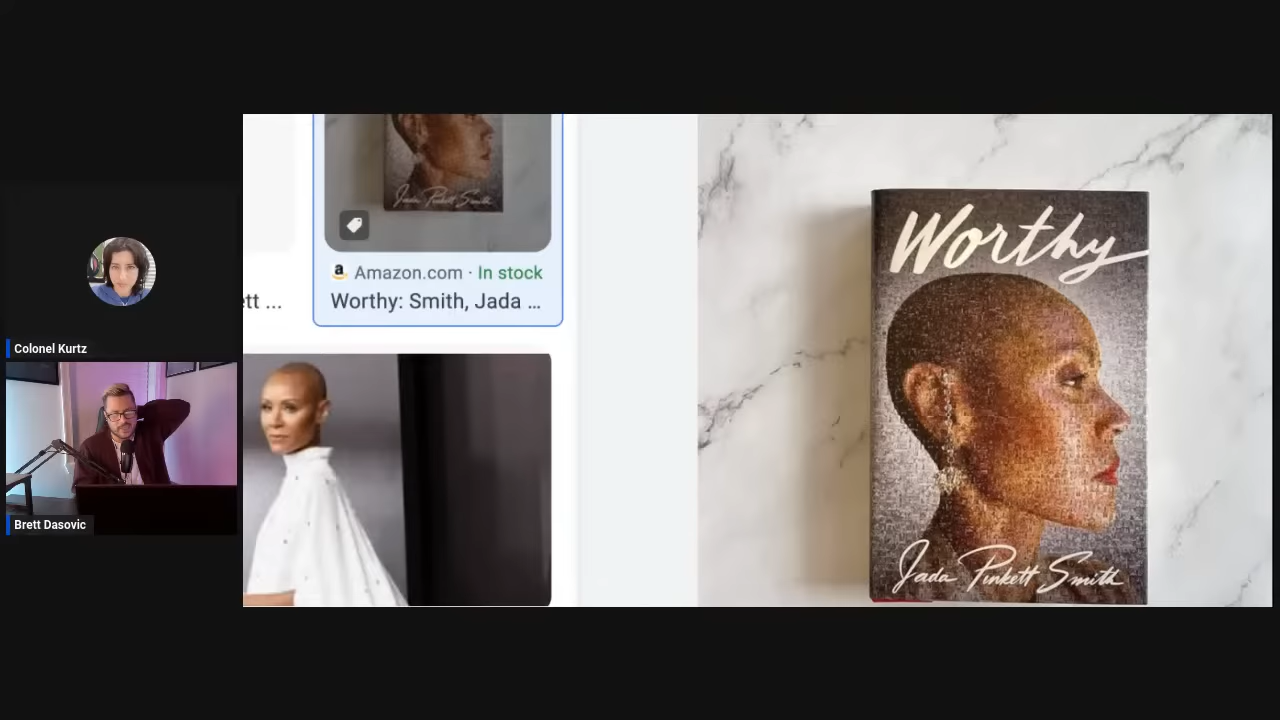 Colonel Kurtz
Brett Dasovic
Jada Pinkett Smith
a Amazon.com · In stock
ett ...
Worthy: Smith, Jada ...
Worthy
Jada Pinkett Smith